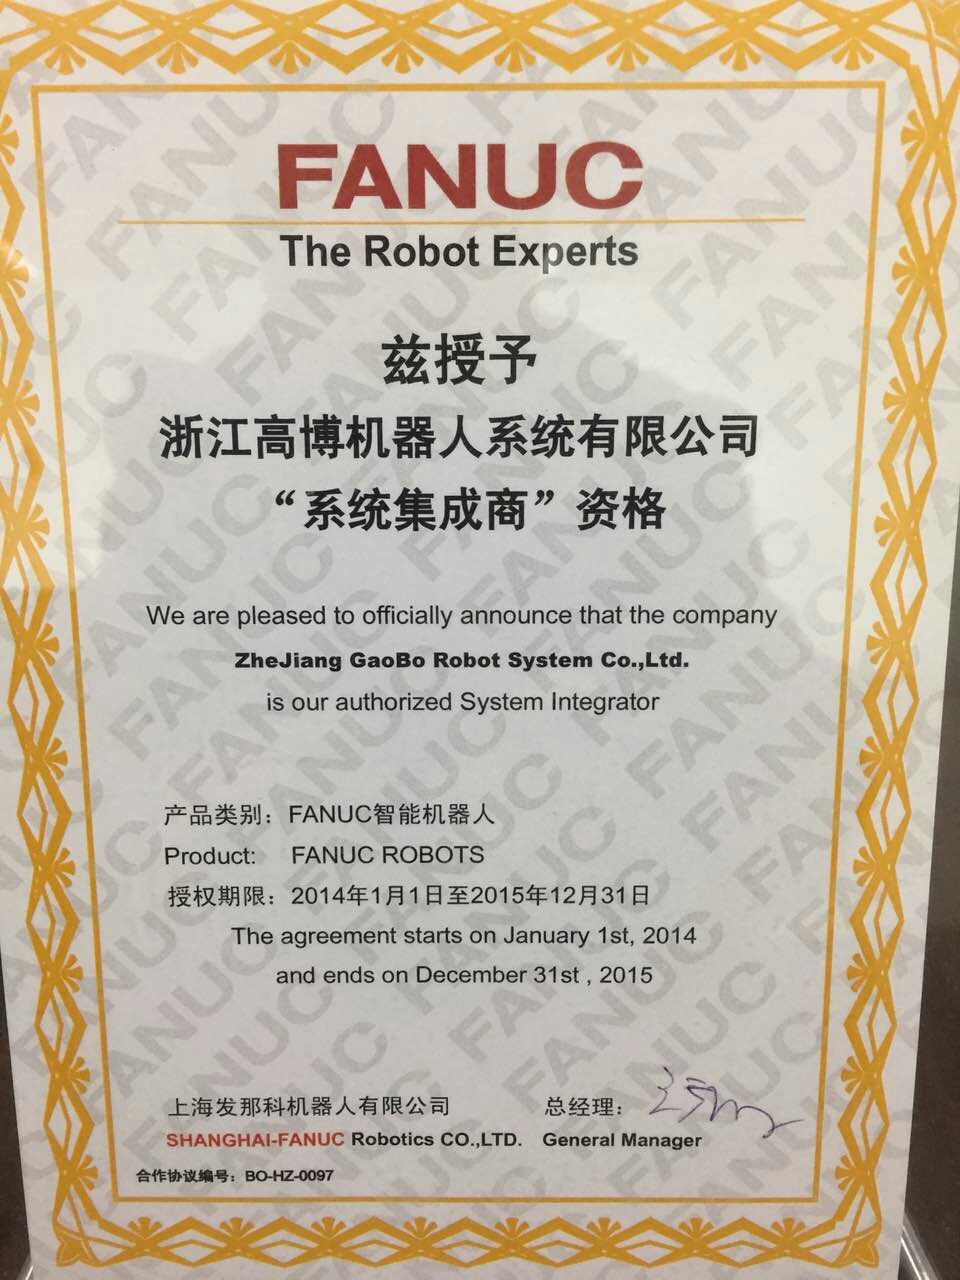 FANUC
The Robot Experts
兹授予
浙江高博机器人系统有限公司
“系统集成商”资格
We are pleased to officially announce that the company
ZheJiang GaoBo Robot System Co.,Ltd.
is our authorized System Integrator
产品类别：FANUC智能机器人
Product: FANUC ROBOTS
授权期限：2014年1月1日至2015年12月31日
The agreement starts on January 1st, 2014
and ends on December 31st , 2015
上海发那科机器人有限公司 总经理：
SHANGHAI-FANUC Robotics CO.,LTD. General Manager
合作协议编号：BO-HZ-0097